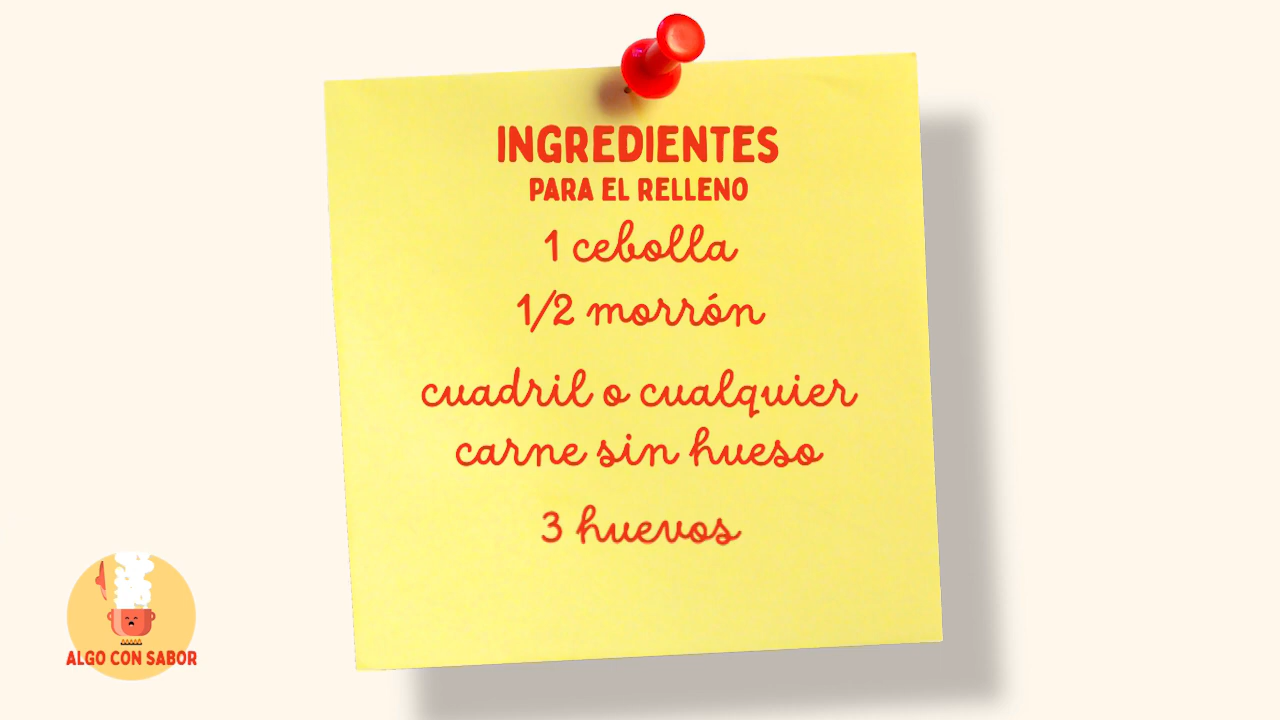 INGREDIENTES
PARA EL RELLENO
1 cebolla
1/2 morrón
cuadril o cualquier
carne sin hueso
3 huevos
ALGO CON SABOR